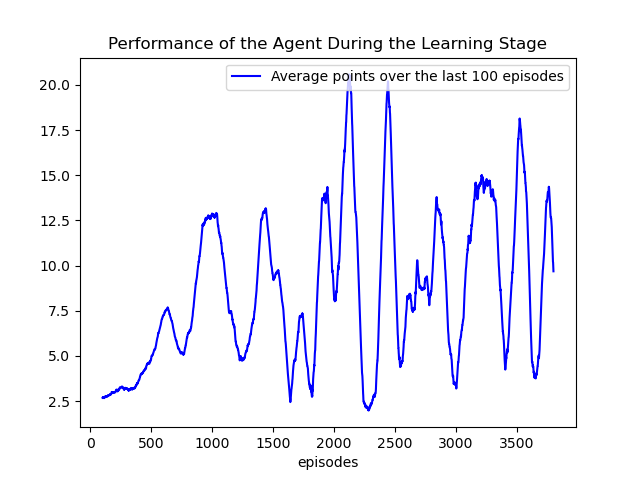 Performance of the Agent During the Learning Stage
Average points over the last 100 episodes
20.0
17.5
15.0
12.5
10.0
7.5
5.0
2.5
0 500 1000 1500 2000 2500 3000 3500
episodes